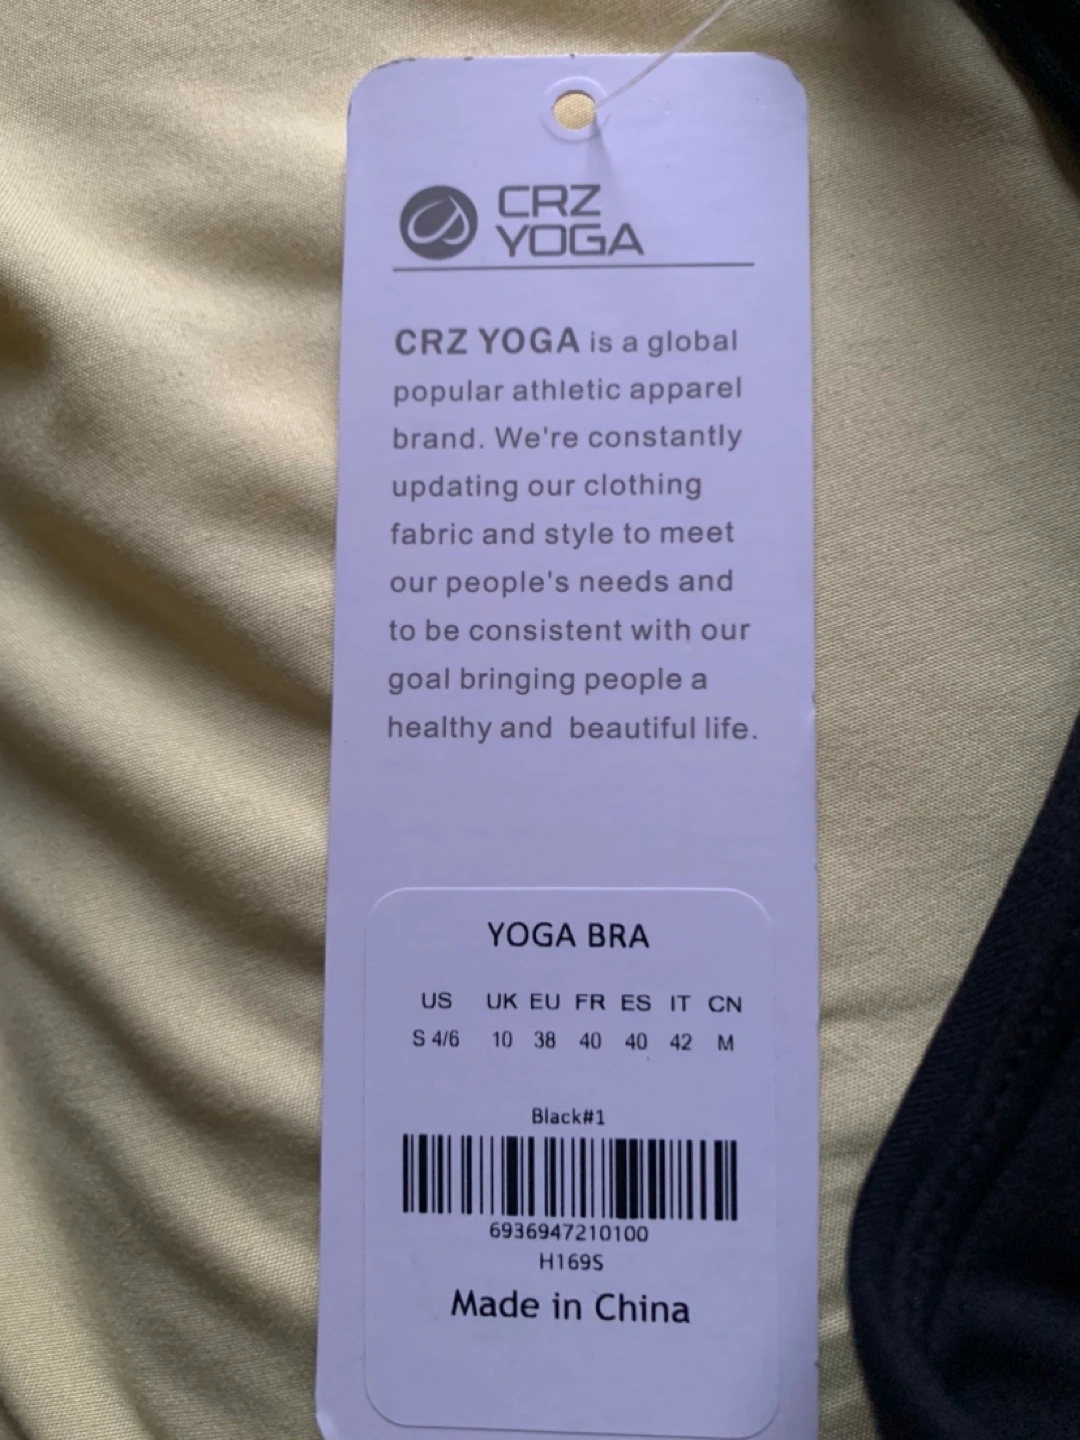 CRZ
YOGA
CRZ YOGA is a global
popular athletic apparel
brand. We're constantly
updating our clothing
fabric and style to meet
our people's needs and
to be consistent with our
goal bringing people a
healthy and  beautiful life.
YOGA BRA
US UK EU FR ES IT CN
S 4/6 10 38 40 40 42 M
Black#1
6936947210100
H169S
Made in China